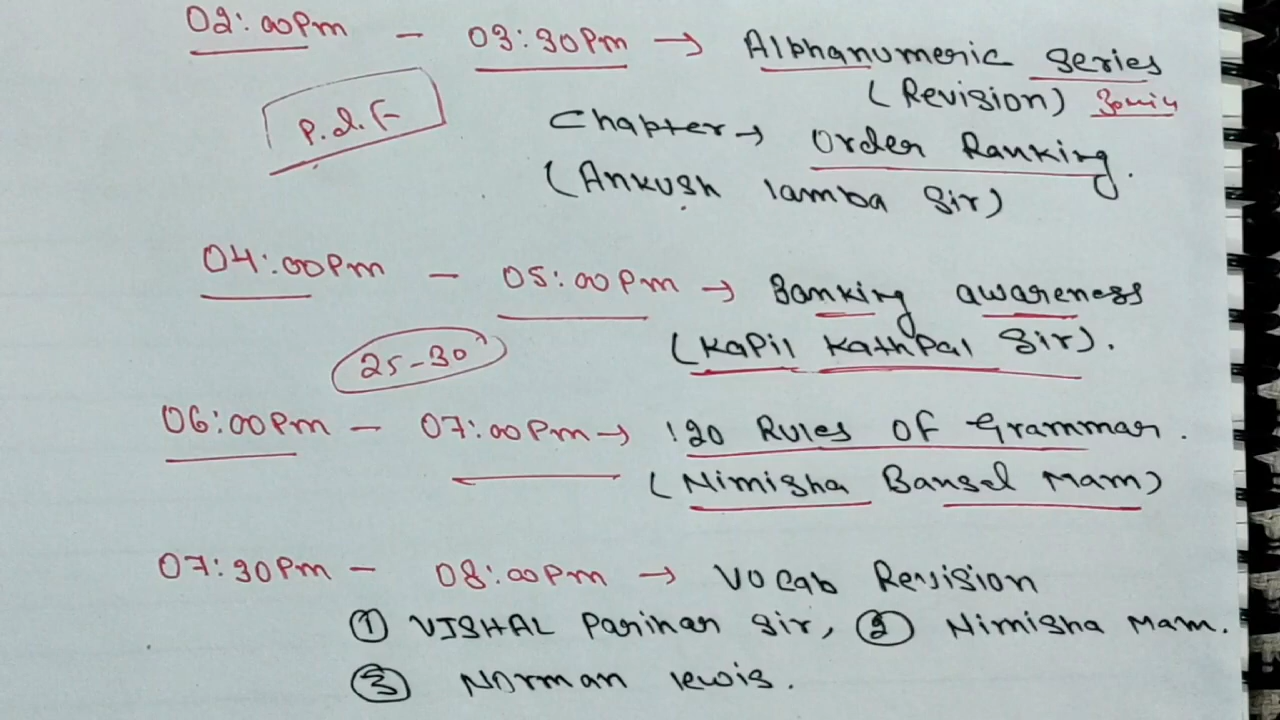 02:00Pm - 03:30Pm → Alphanumeric Series
(Revision) 30min
P.d.F
Chapter → Order Ranking.
(Ankush lamba Sir)
04:00Pm - 05:00Pm → Banking awareness
(Kapil Kathpal Sir).
25-30
06:00Pm - 07:00Pm → 120 Rules Of Grammar.
(Nimisha Bansal Mam)
07:30Pm - 08:00Pm → Vocab Revision
① VISHAL Parihar Sir, ② Nimisha Mam.
③ Norman lewis.